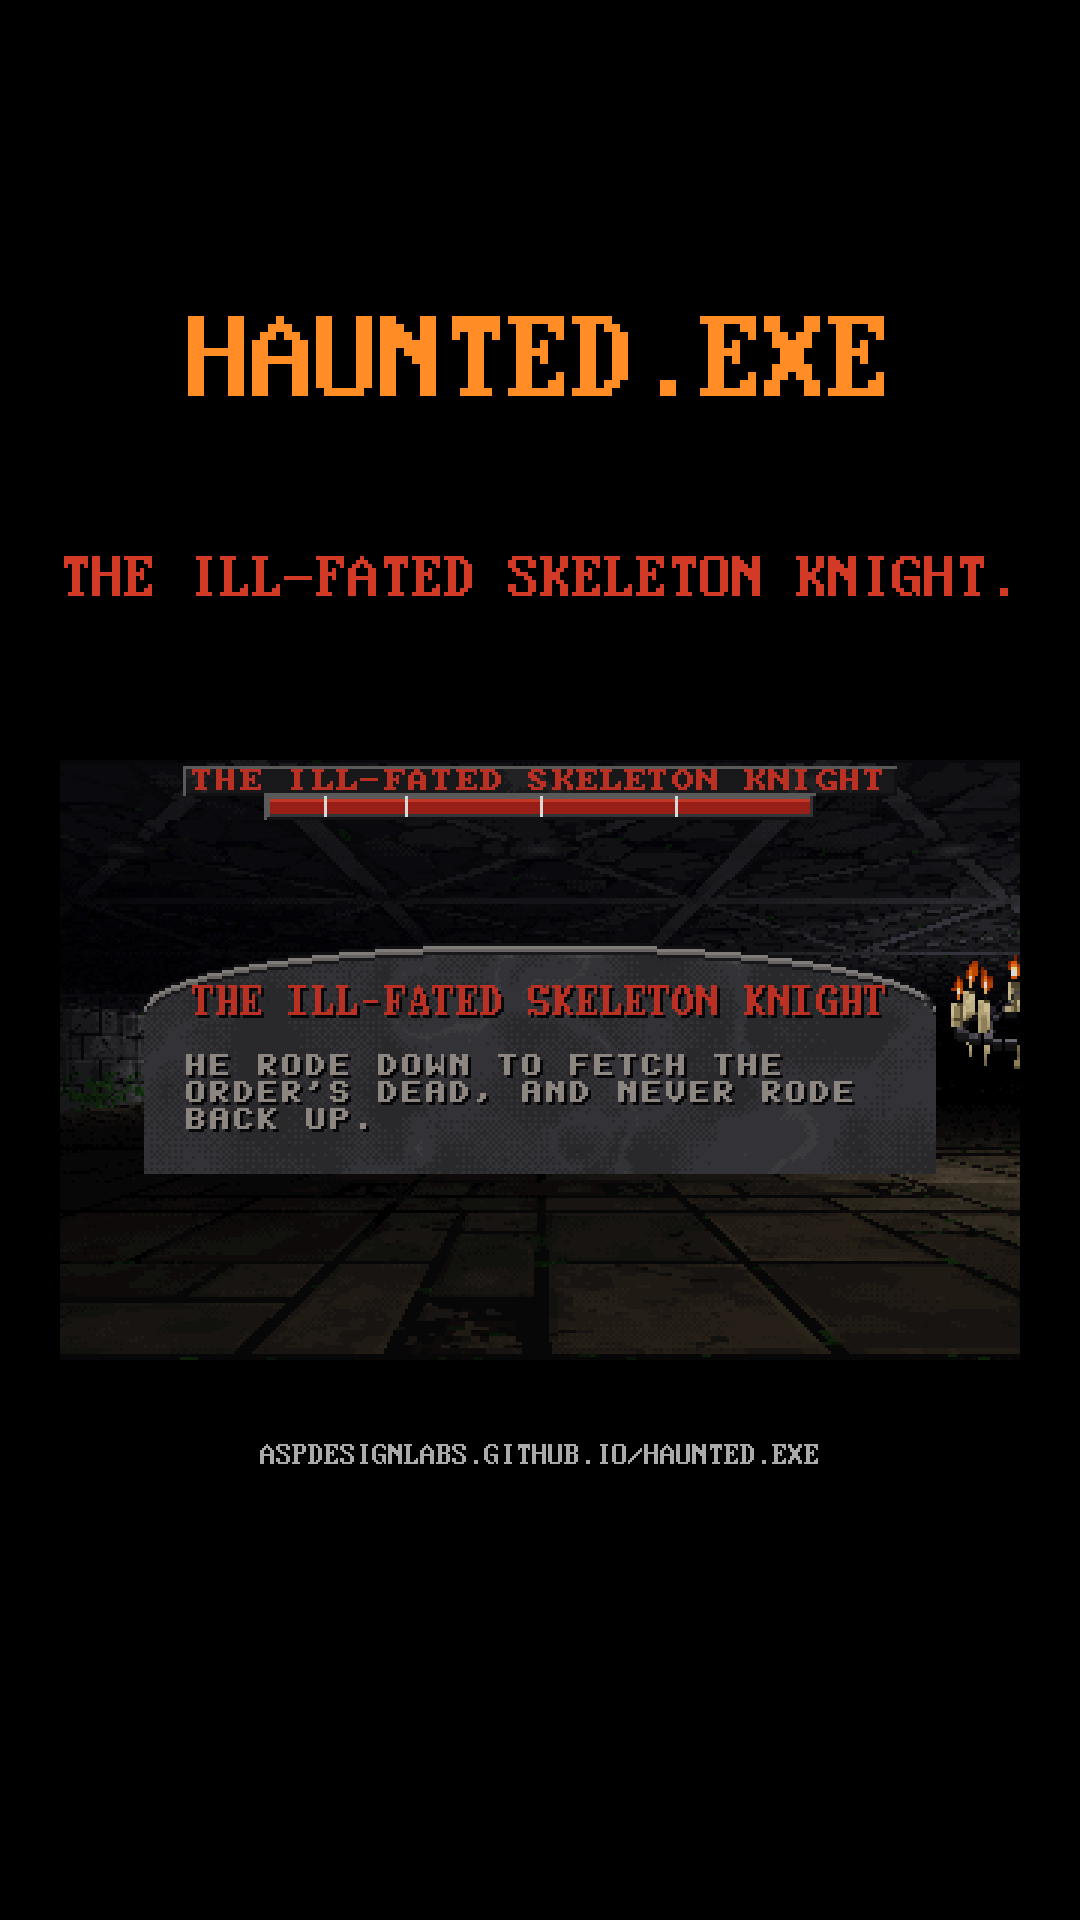 HAUNTED.EXE
THE ILL-FATED SKELETON KNIGHT.
THE ILL-FATED SKELETON KNIGHT
THE ILL-FATED SKELETON KNIGHT
HE RODE DOWN TO FETCH THE
ORDER'S DEAD, AND NEVER RODE
BACK UP.
ASPDESIGNLABS.GITHUB.IO/HAUNTED.EXE